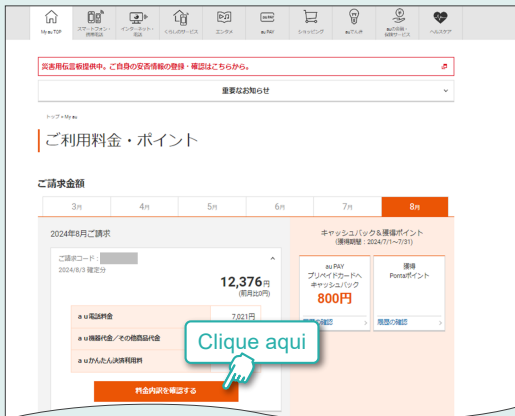 My au TOP
スマートフォン・
携帯電話
インターネット・
電話
くらしのサービス
エンタメ
au PAY
au PAY
ショッピング
auでんき
auの金融・
保険サービス
ヘルスケア
災害用伝言板提供中。ご自身の安否情報の登録・確認はこちらから。
重要なお知らせ
トップ > My au
ご利用料金・ポイント
ご請求金額
3月 4月 5月 6月 7月 8月
2024年8月ご請求
ご請求コード:
2024/8/3 確定分
12,376円
(前月比0円)
au電話料金 7,021円
au機器代金/その他商品代金
auかんたん決済利用料
料金内訳を確認する
Clique aqui
キャッシュバック&獲得ポイント
(獲得期間:2024/7/1~7/31)
au PAY
プリペイドカードへ
キャッシュバック
800円
履歴の確認 >
獲得
Pontaポイント
履歴の確認 >